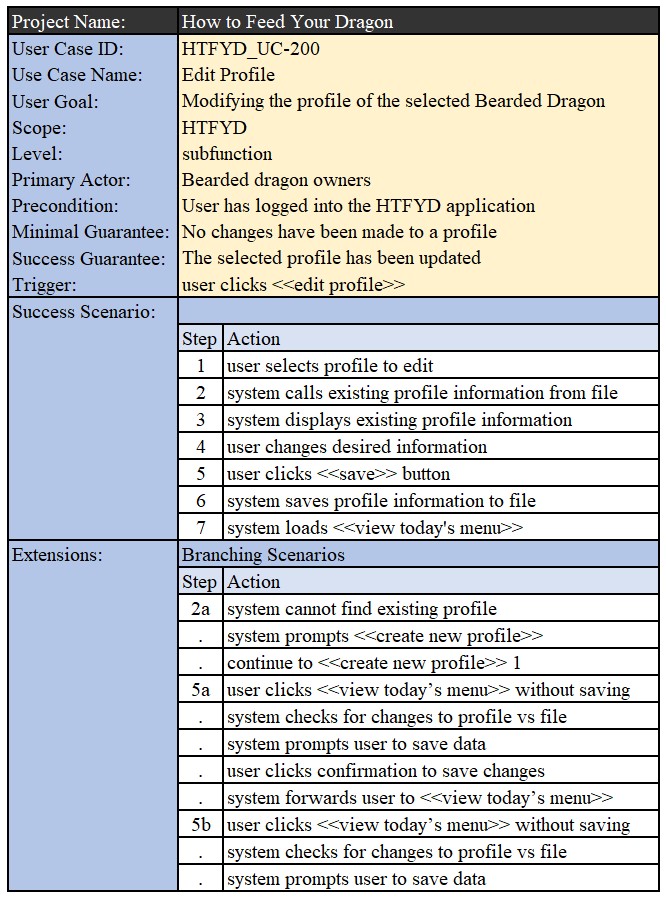 Project Name: How to Feed Your Dragon
User Case ID: HTFYD_UC-200
Use Case Name: Edit Profile
User Goal: Modifying the profile of the selected Bearded Dragon
Scope: HTFYD
Level: subfunction
Primary Actor: Bearded dragon owners
Precondition: User has logged into the HTFYD application
Minimal Guarantee: No changes have been made to a profile
Success Guarantee: The selected profile has been updated
Trigger: user clicks <<edit profile>>
Success Scenario:
Step Action
1 user selects profile to edit
2 system calls existing profile information from file
3 system displays existing profile information
4 user changes desired information
5 user clicks <<save>> button
6 system saves profile information to file
7 system loads <<view today's menu>>
Extensions: Branching Scenarios
Step Action
2a system cannot find existing profile
. system prompts <<create new profile>>
. continue to <<create new profile>> 1
5a user clicks <<view today’s menu>> without saving
. system checks for changes to profile vs file
. system prompts user to save data
. user clicks confirmation to save changes
. system forwards user to <<view today’s menu>>
5b user clicks <<view today’s menu>> without saving
. system checks for changes to profile vs file
. system prompts user to save data